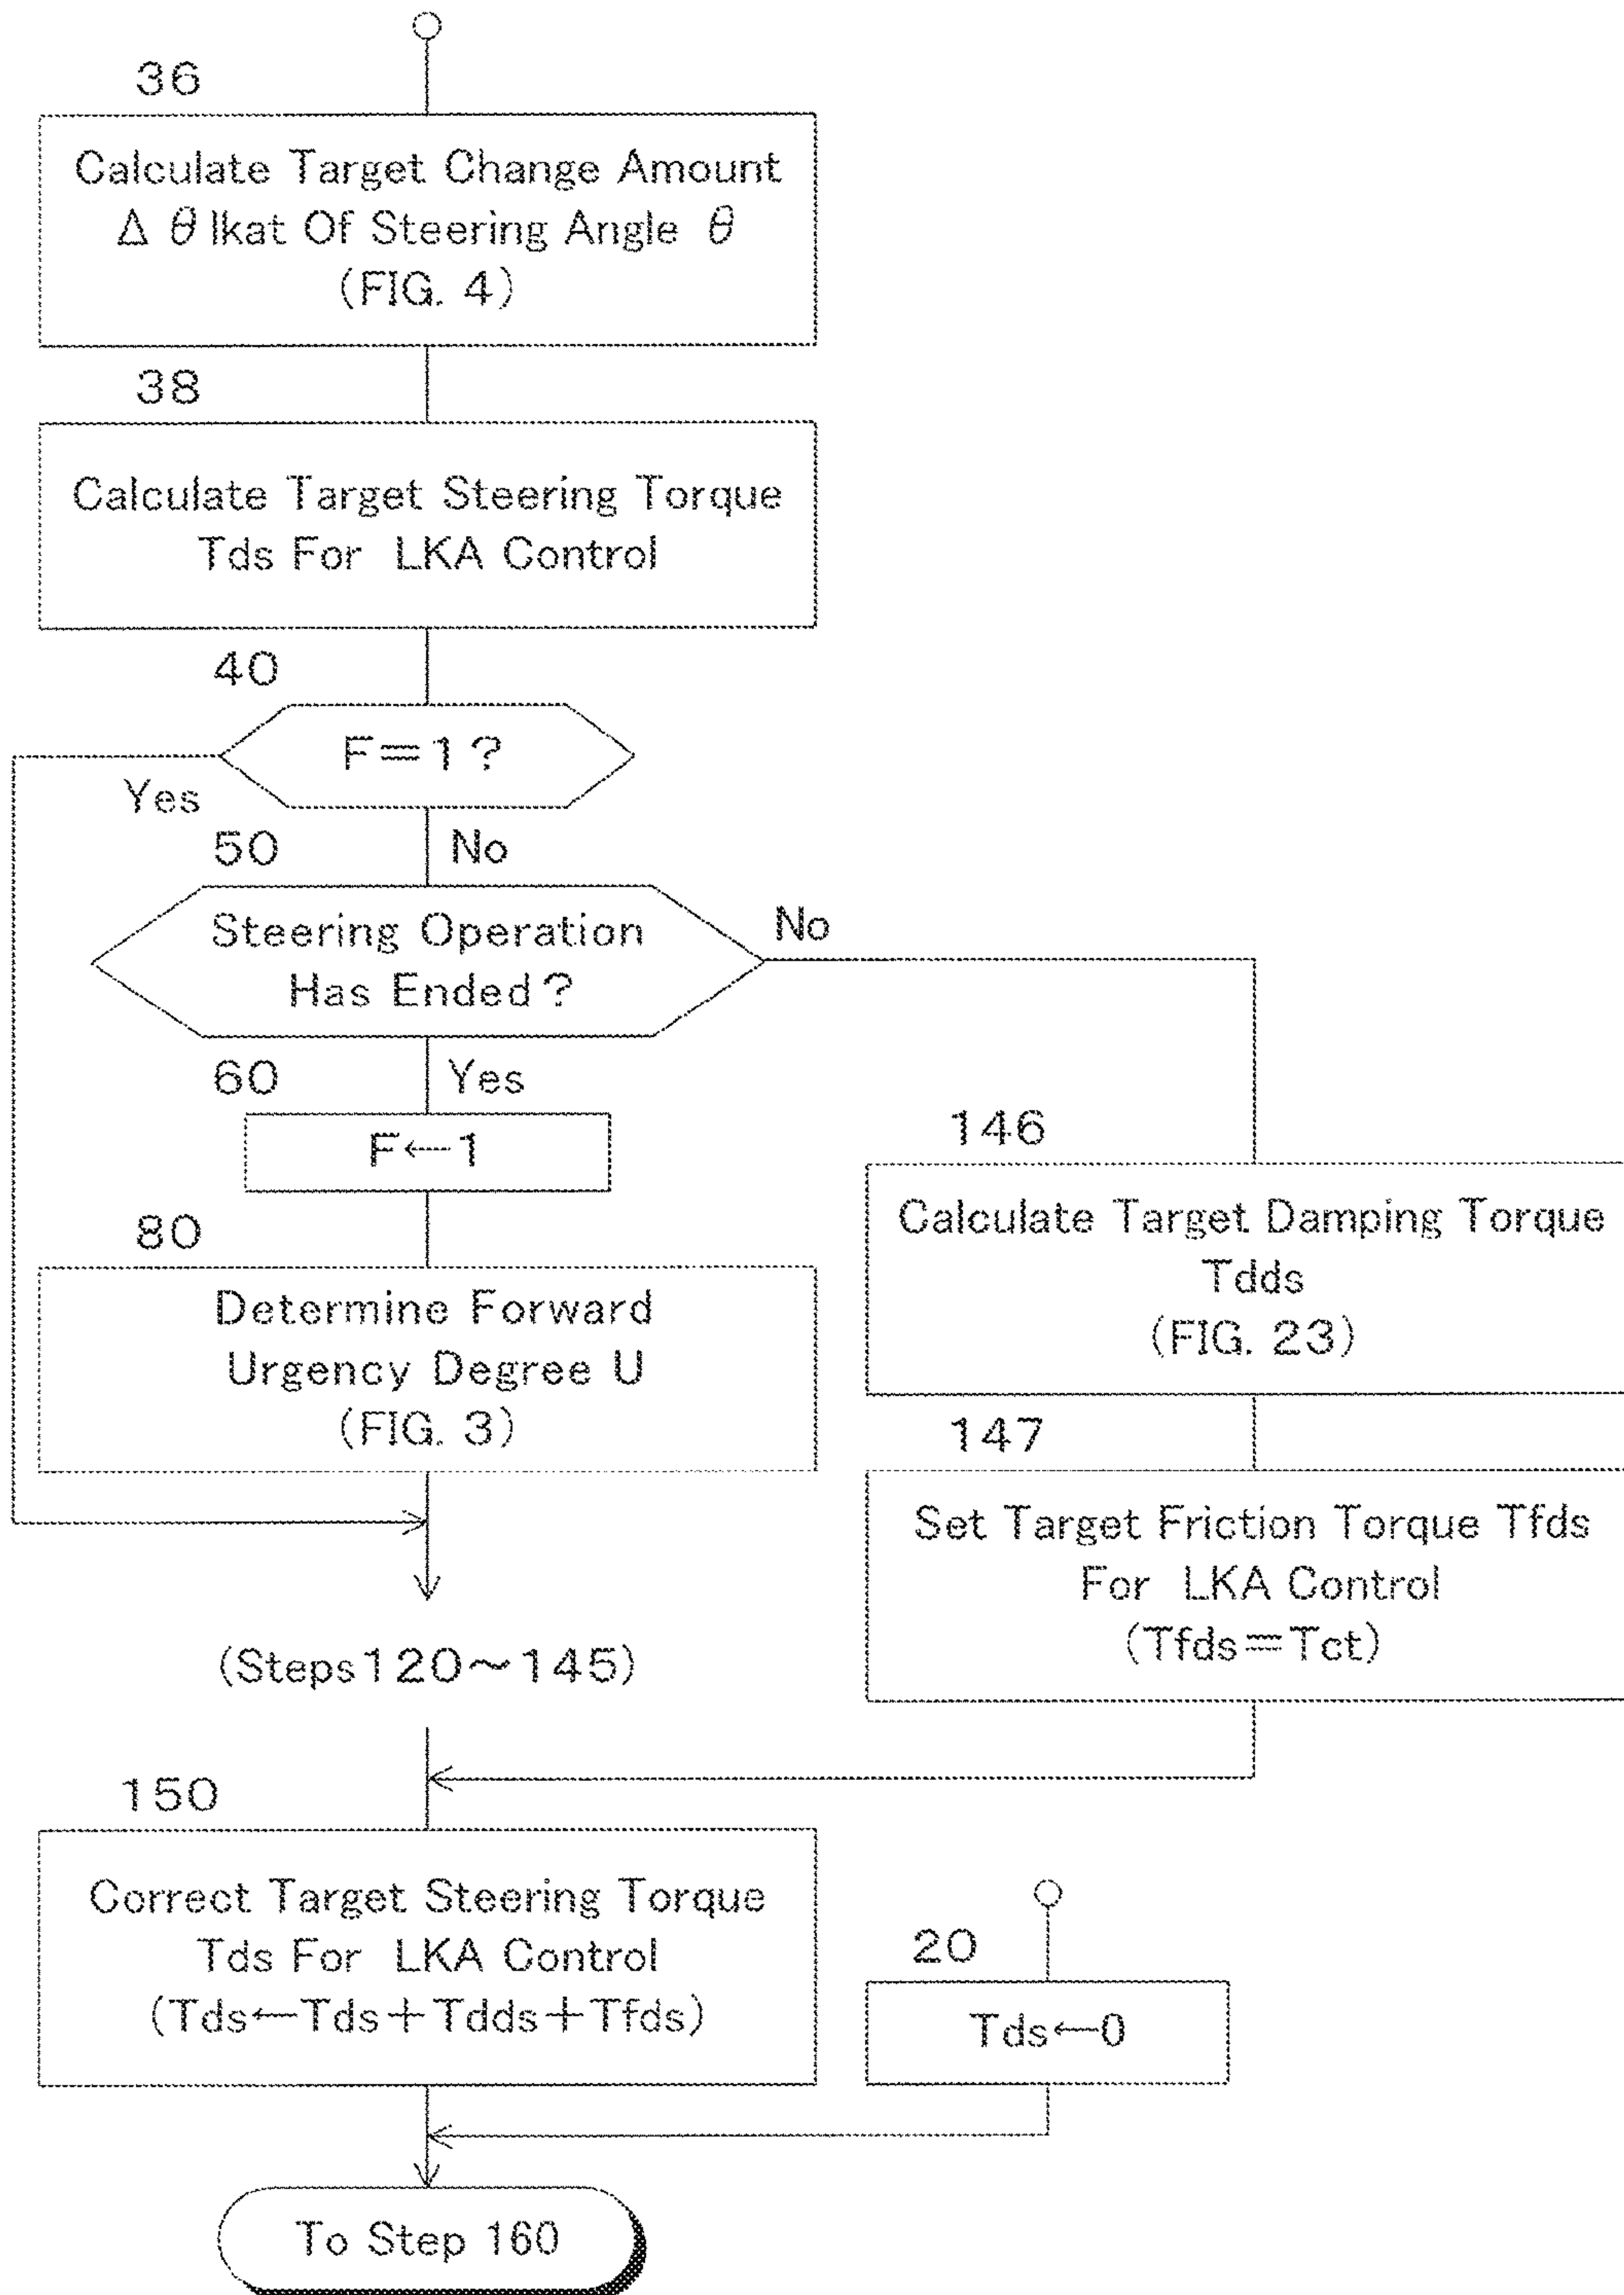 36
Calculate Target Change Amount
Δ θ lkat Of Steering Angle θ
(FIG. 4)
38
Calculate Target Steering Torque
Tds For LKA Control
40
F=1?
Yes
No
50
Steering Operation
Has Ended?
No
60
Yes
F←1
80
Determine Forward
Urgency Degree U
(FIG. 3)
146
Calculate Target Damping Torque
Tdds
(FIG. 23)
147
Set Target Friction Torque Tfds
For LKA Control
(Tfds=Tct)
(Steps120~145)
150
Correct Target Steering Torque
Tds For LKA Control
(Tds←Tds+Tdds+Tfds)
20
Tds←0
To Step 160